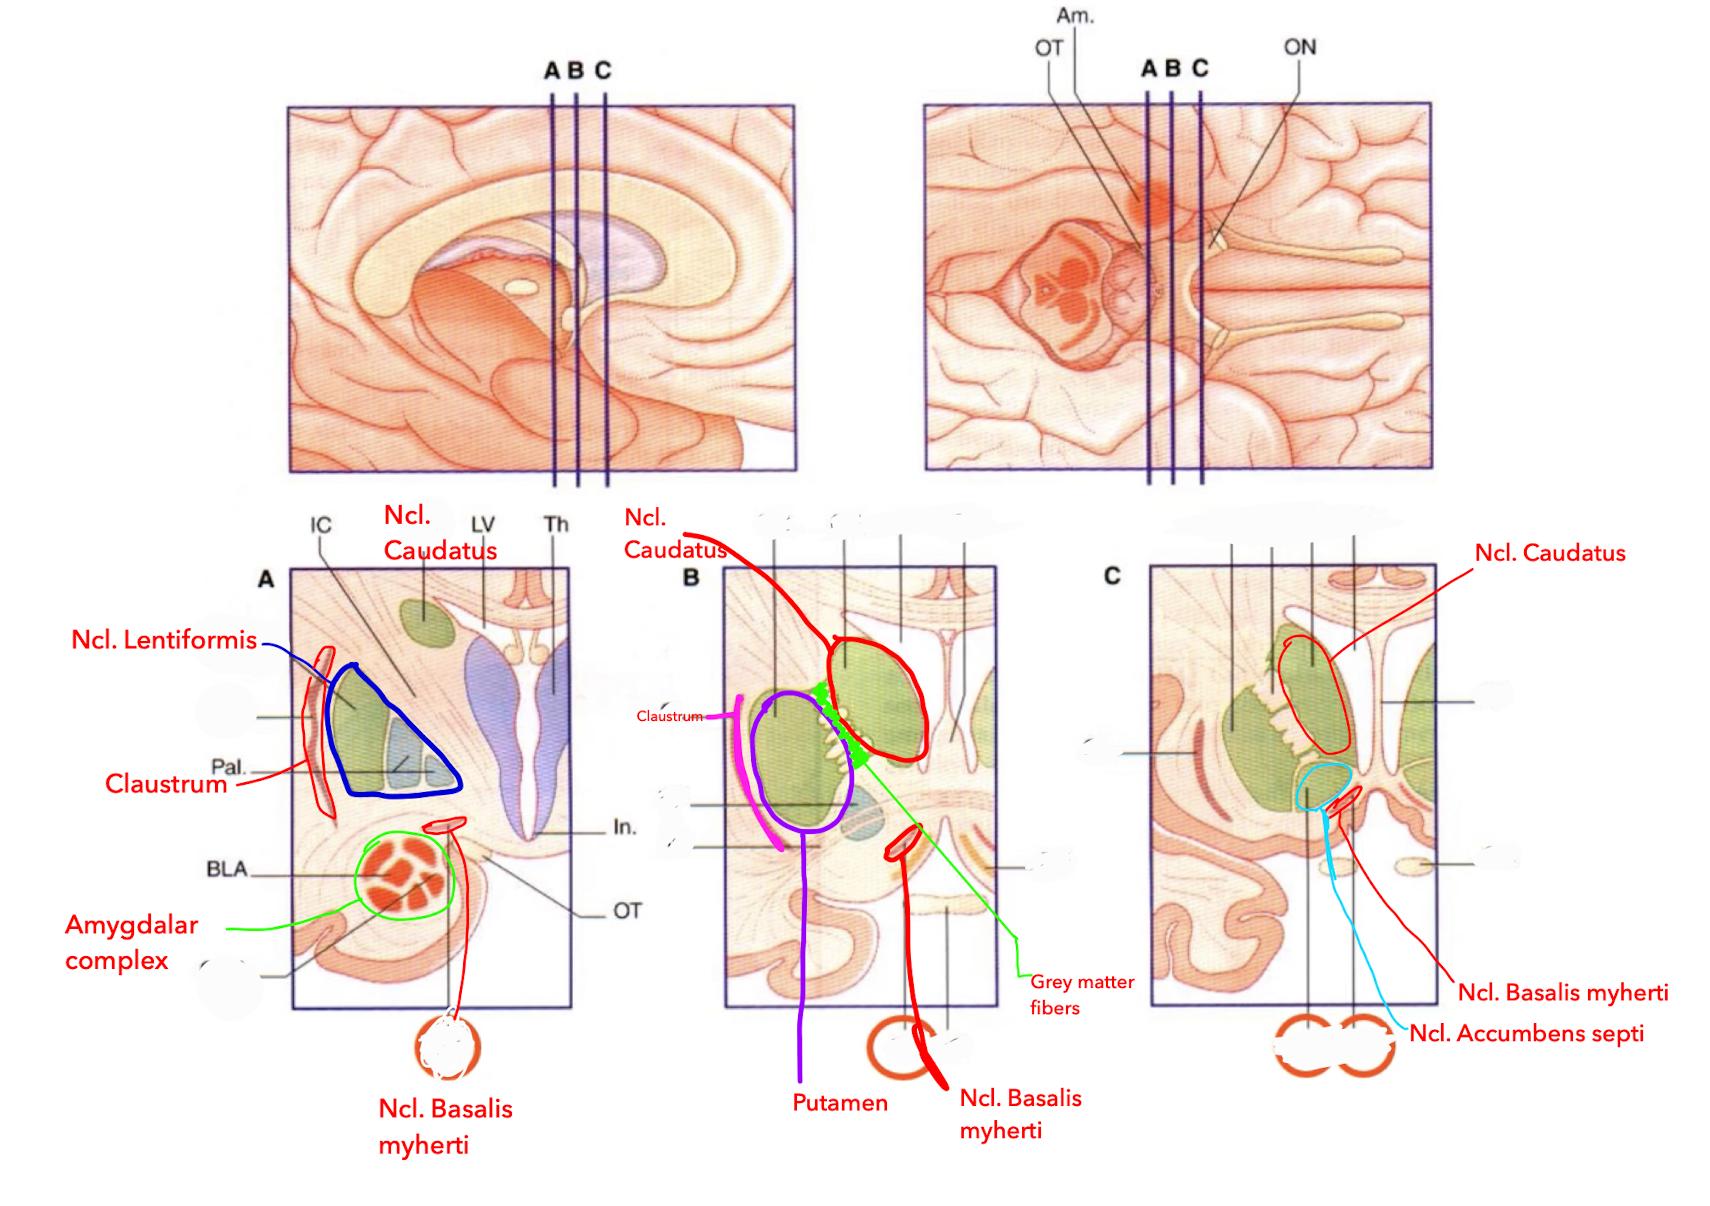 Am.
OT
ON
A B C
A B C
IC
Ncl.
Caudatus
LV
Th
A
Ncl. Lentiformis
Pal.
Claustrum
In.
BLA
OT
Amygdalar
complex
Ncl. Basalis
myherti
Ncl.
Caudatus
B
Claustrum
Grey matter
fibers
Putamen
Ncl. Basalis
myherti
C
Ncl. Caudatus
Ncl. Basalis myherti
Ncl. Accumbens septi